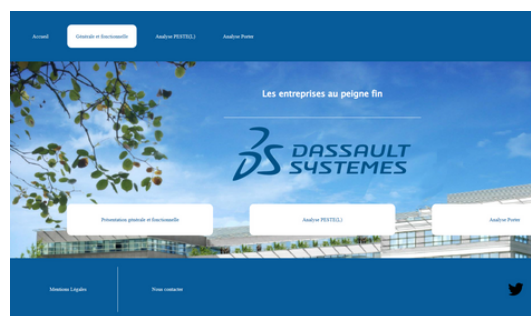 Accueil
Générale et fonctionnelle
Analyse PESTE(L)
Analyse Porter
Les entreprises au peigne fin
DASSAULT
SYSTEMES
Présentation générale et fonctionnelle
Analyse PESTE(L)
Analyse Porter
Mentions Légales
Nous contacter